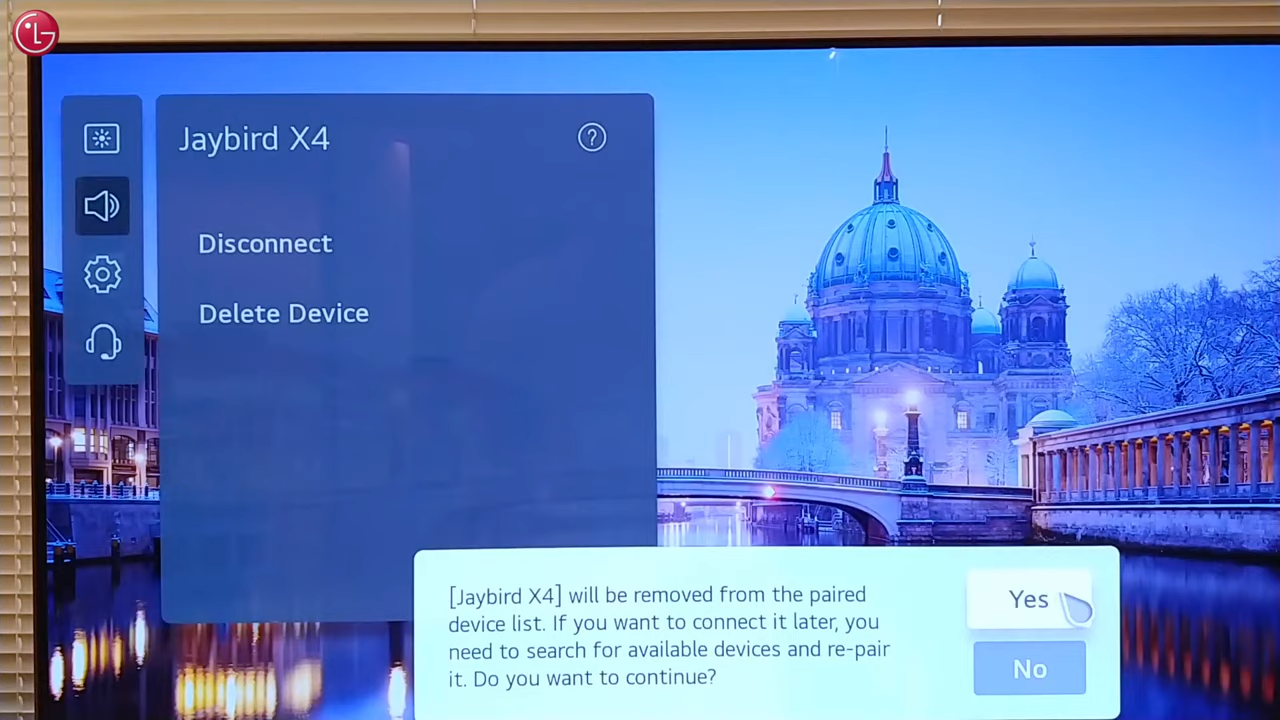 LG
Jaybird X4
?
Disconnect
Delete Device
[Jaybird X4] will be removed from the paired
device list. If you want to connect it later, you
need to search for available devices and re-pair
it. Do you want to continue?
Yes
No